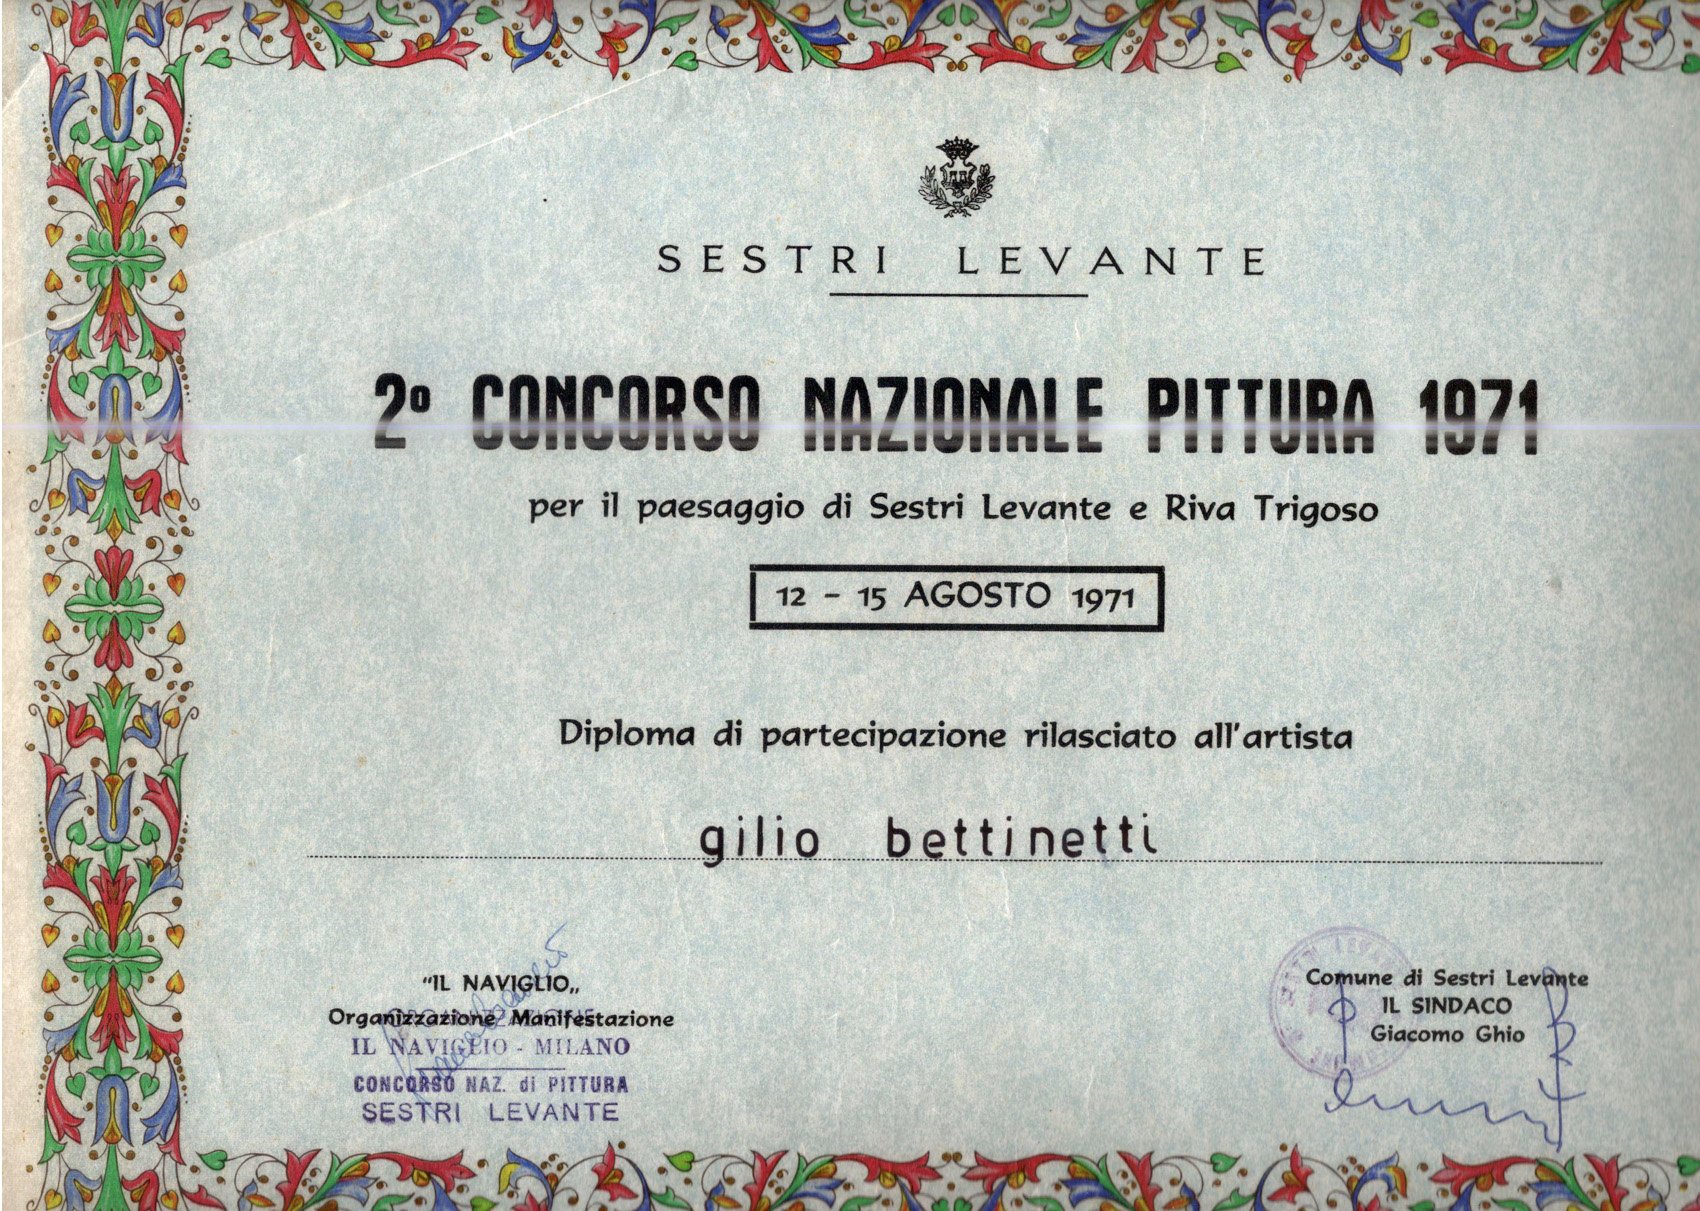 SESTRI LEVANTE
2º CONCORSO NAZIONALE PITTURA 1971
per il paesaggio di Sestri Levante e Riva Trigoso
12 - 15 AGOSTO 1971
Diploma di partecipazione rilasciato all'artista
gilio bettinetti
"IL NAVIGLIO„
Organizzazione Manifestazione
ORGANIZZAZIONE
IL NAVIGLIO - MILANO
CONCORSO NAZ. di PITTURA
SESTRI LEVANTE
Comune di Sestri Levante
IL SINDACO
Giacomo Ghio